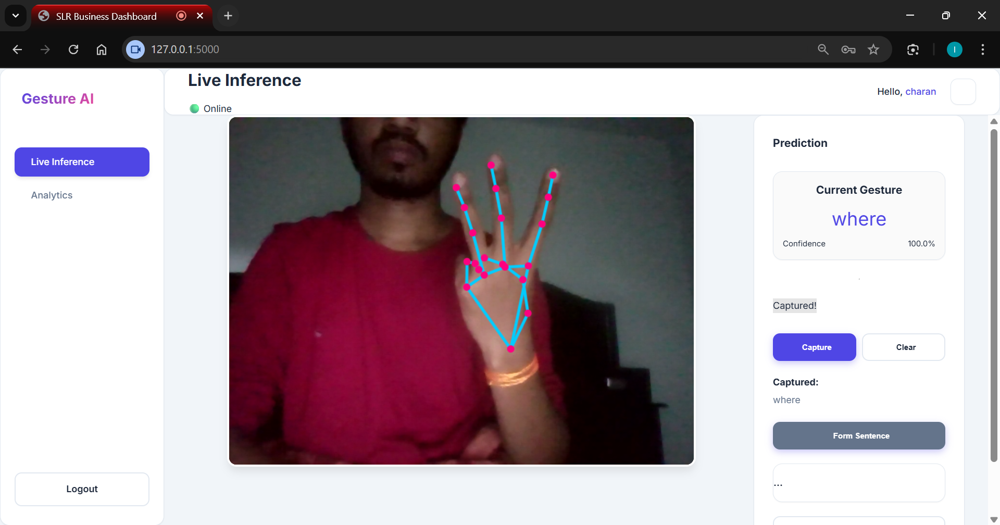 SLR Business Dashboard
127.0.0.1:5000
I
Gesture AI
Live Inference
Analytics
Logout
Live Inference
Online
Hello, charan
Prediction
Current Gesture
where
Confidence 100.0%
Captured!
Capture Clear
Captured:
where
Form Sentence
...